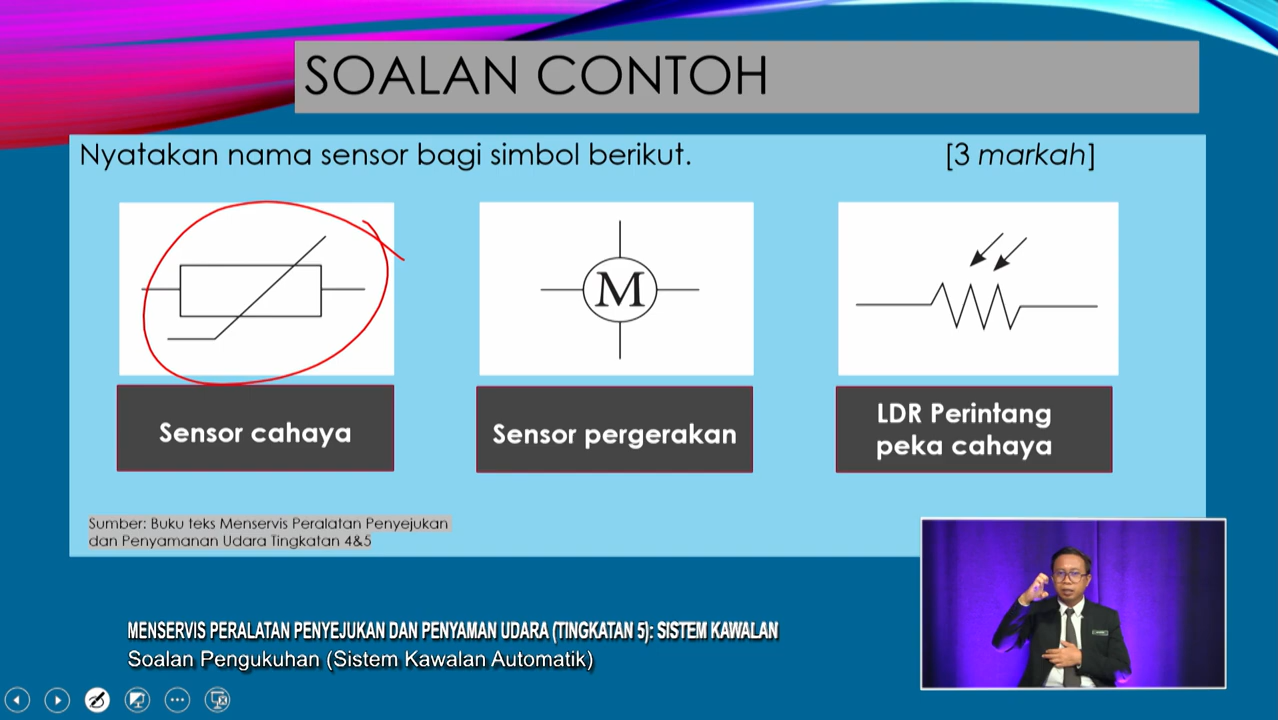 SOALAN CONTOH
Nyatakan nama sensor bagi simbol berikut. [3 markah]
M
Sensor cahaya
Sensor pergerakan
LDR Perintang
peka cahaya
Sumber: Buku teks Menservis Peralatan Penyejukan
dan Penyamanan Udara Tingkatan 4&5
MENSERVIS PERALATAN PENYEJUKAN DAN PENYAMAN UDARA (TINGKATAN 5): SISTEM KAWALAN
Soalan Pengukuhan (Sistem Kawalan Automatik)